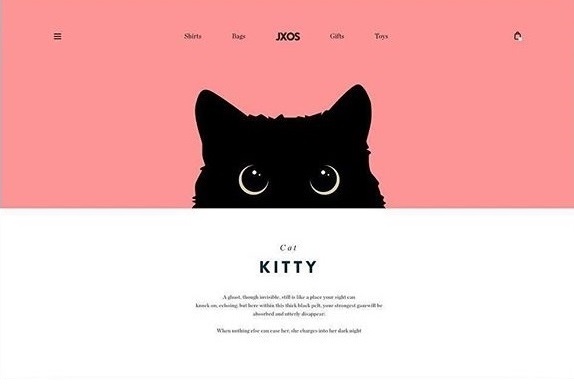 Shirts Bags JXOS Gifts Toys
Cat
KITTY
A ghost, though invisible, still is like a place your sight can
knock on, echoing; but here within this thick black pelt, your strongest gaze will be
absorbed and utterly disappear:
When nothing else can ease her, she charges into her dark night